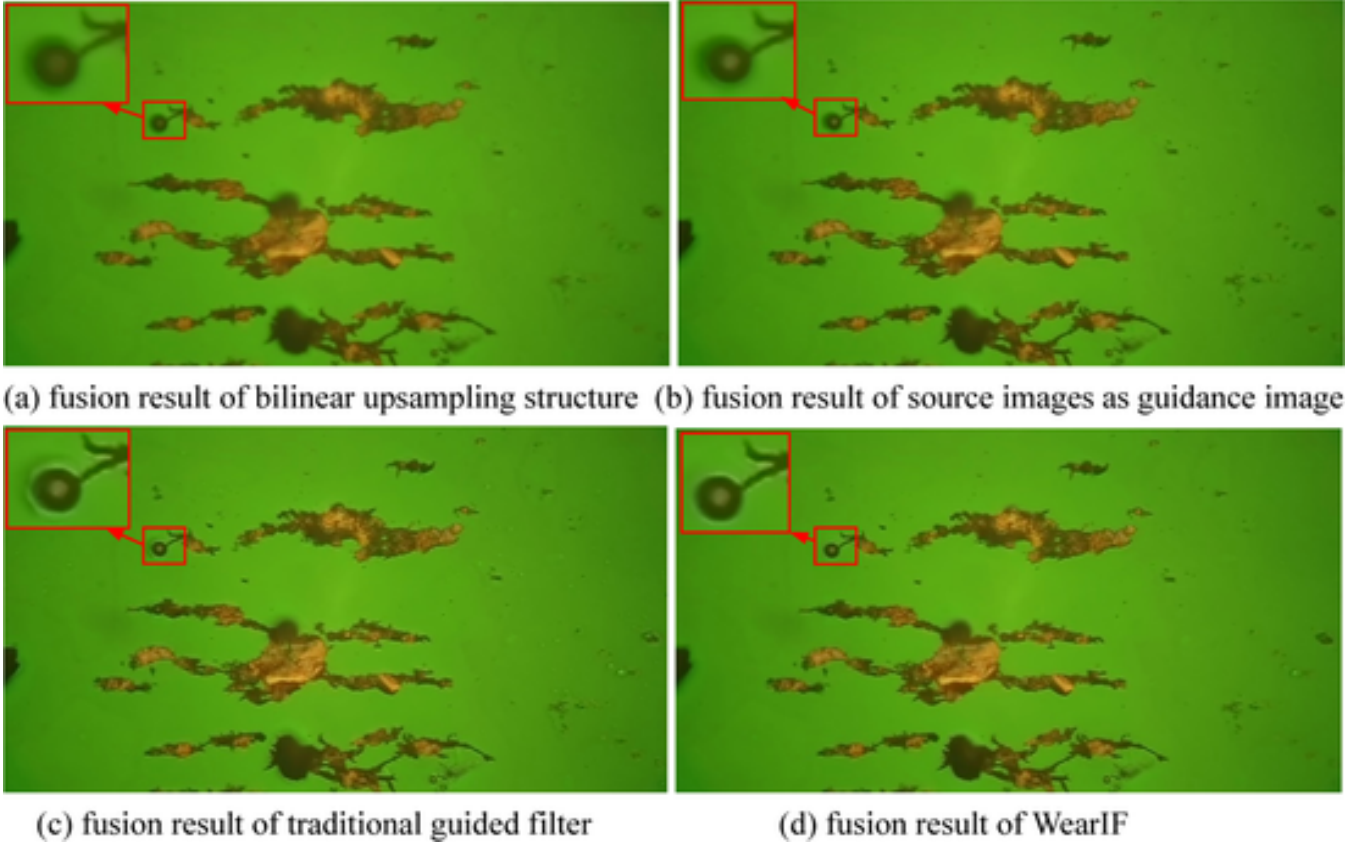 (a) fusion result of bilinear upsampling structure
(b) fusion result of source images as guidance image
(c) fusion result of traditional guided filter
(d) fusion result of WearIF